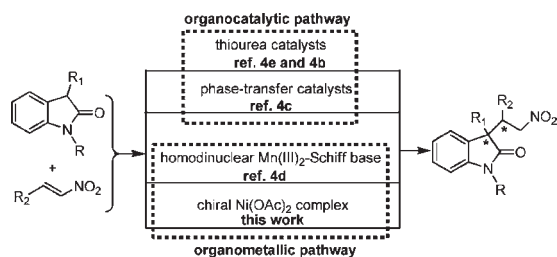 organocatalytic pathway
thiourea catalysts
ref. 4e and 4b
phase-transfer catalysts
ref. 4c
homodinuclear Mn(III)2-Schiff base
ref. 4d
chiral Ni(OAc)2 complex
this work
organometallic pathway
R1
O
N
R
+
R2
NO2
R2
R1
NO2
*
*
O
N
R